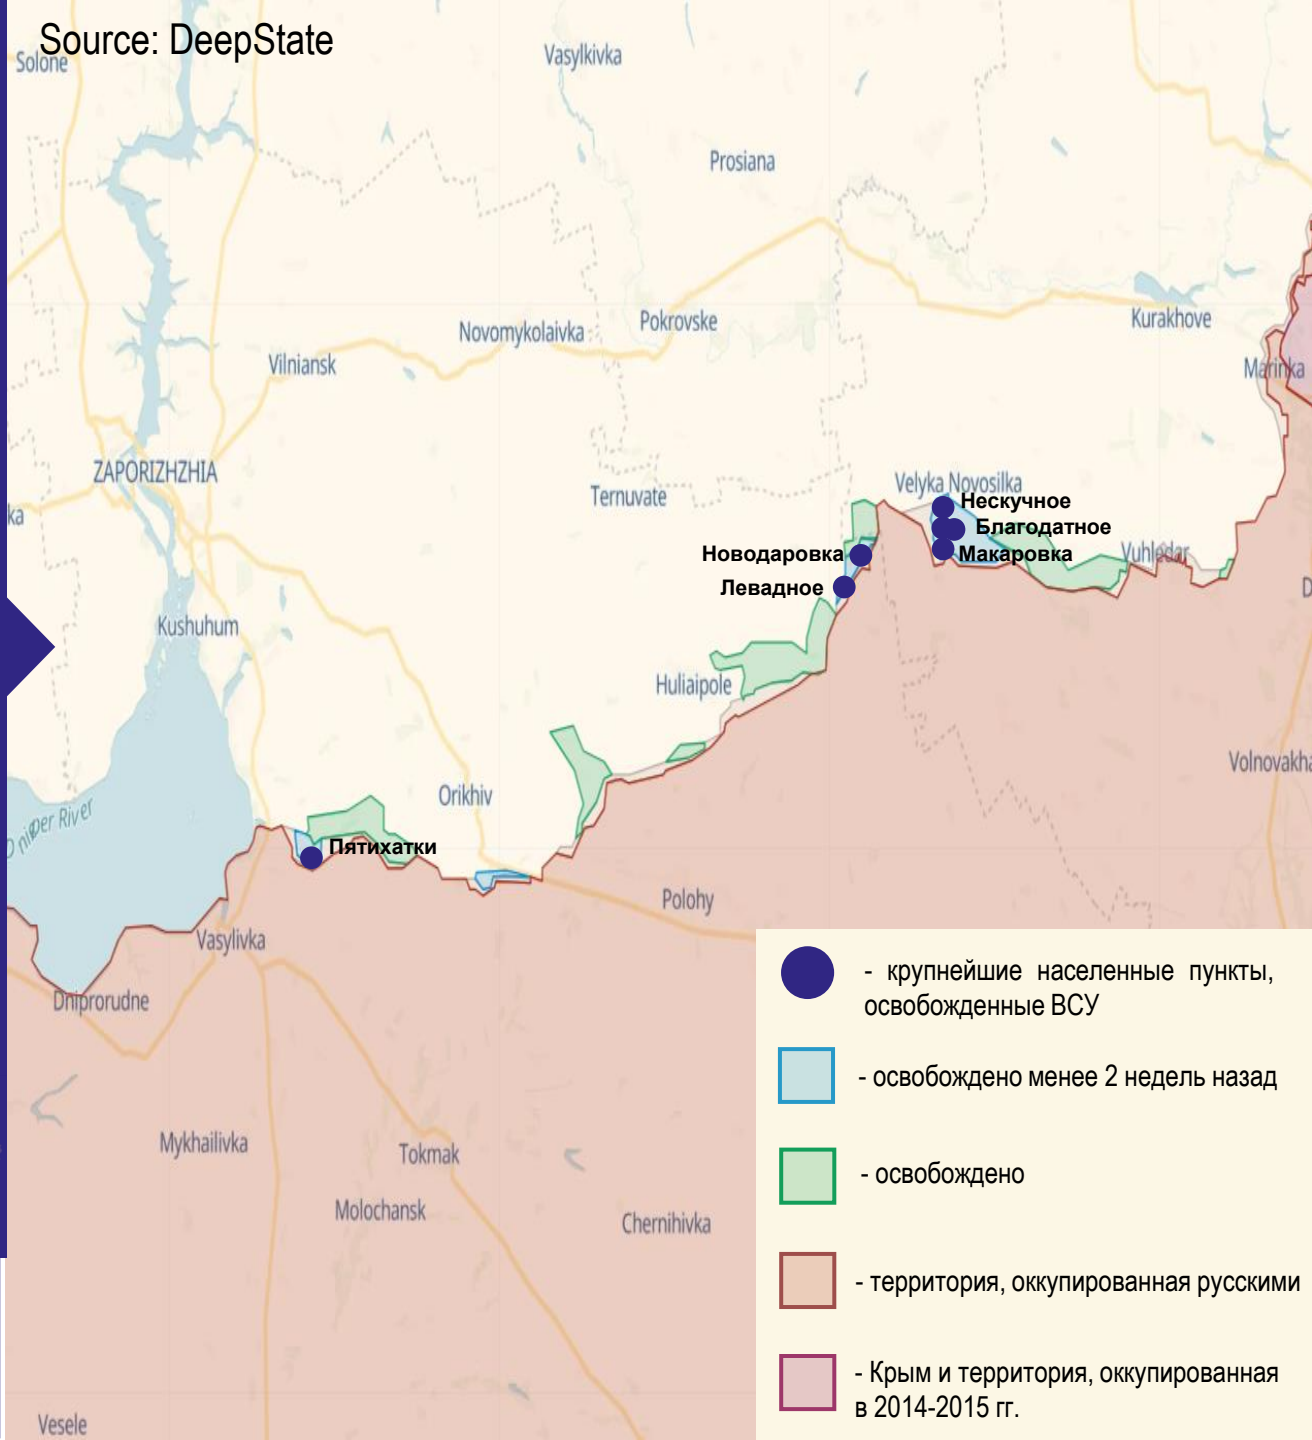 Source: DeepState
Solone
Vasylkivka
Prosiana
Kurakhove
Pokrovske
Novomykolaivka
Vilniansk
Marinka
ZAPORIZHZHIA
Ternuvate
Velyka Novosilka
Нескучное
ka
Благодатное
Новодаровка
Макаровка
Vuhledar
Левадное
D
Kushuhum
Huliaipole
Volnovakha
Orikhiv
Dniper River
Пятихатки
Polohy
Vasylivka
Dniprorudne
Mykhailivka
Tokmak
Molochansk
Chernihivka
Vesele
- крупнейшие населенные пункты,
освобожденные ВСУ
- освобождено менее 2 недель назад
- освобождено
- территория, оккупированная русскими
- Крым и территория, оккупированная
в 2014-2015 гг.